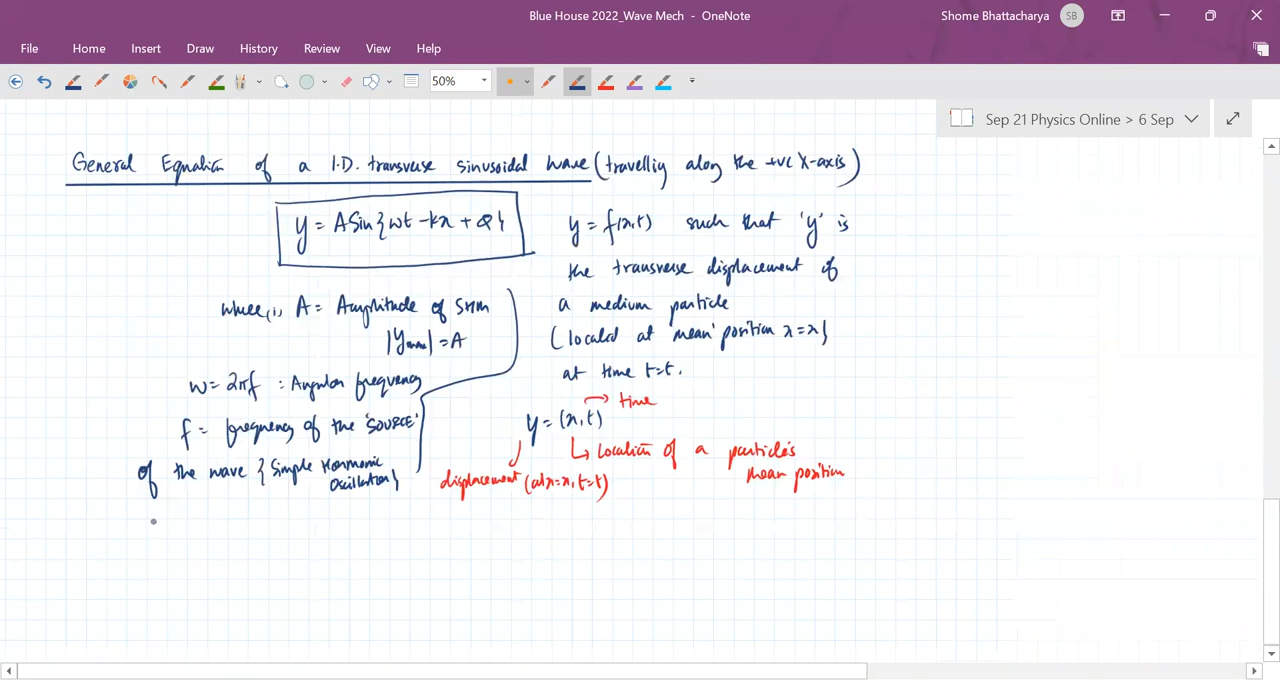 Blue House 2022_Wave Mech - OneNote
Shome Bhattacharya
SB
File Home Insert Draw History Review View Help
50%
Sep 21 Physics Online > 6 Sep
General Equation of a 1-D. transverse sinusoidal wave (travelling along the +ve X-axis)
y = A Sin{ωt - kx + Φ}
y = f(x,t) such that 'y' is
the transverse displacement of
a medium particle
(located at 'mean' position x=x)
at time t=t.
where, A = Amplitude of SHM
|Ymax| = A
ω = 2πf : Angular frequency
f = frequency of the 'SOURCE'
of the wave {Simple Harmonic
Oscillation}
→ time
y = (x,t)
↳ Location of a particle's
mean position
displacement (at x=x, t=t)